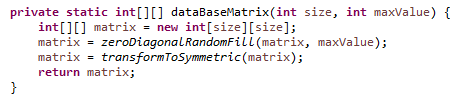 private static int[][] dataBaseMatrix(int size, int maxValue) {
    int[][] matrix = new int[size][size];
    matrix = zeroDiagonalRandomFill(matrix, maxValue);
    matrix = transformToSymmetric(matrix);
    return matrix;
}